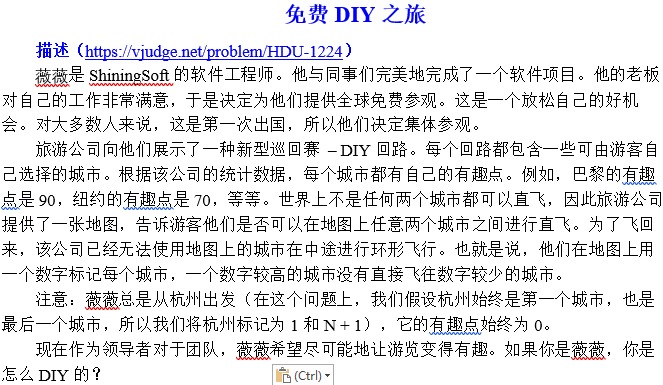 免费 DIY 之旅
描述（https://vjudge.net/problem/HDU-1224）
薇薇是 ShiningSoft 的软件工程师。他与同事们完美地完成了一个软件项目。他的老板
对自己的工作非常满意，于是决定为他们提供全球免费参观。这是一个放松自己的好机
会。对大多数人来说，这是第一次出国，所以他们决定集体参观。
旅游公司向他们展示了一种新型巡回赛 – DIY 回路。每个回路都包含一些可由游客自
己选择的城市。根据该公司的统计数据，每个城市都有自己的有趣点。例如，巴黎的有趣
点是 90，纽约的有趣点是 70，等等。世界上不是任何两个城市都可以直飞，因此旅游公司
提供了一张地图，告诉游客他们是否可以在地图上任意两个城市之间进行直飞。为了飞回
来，该公司已经无法使用地图上的城市在中途进行环形飞行。也就是说，他们在地图上用
一个数字标记每个城市，一个数字较高的城市没有直接飞往数字较少的城市。
注意：薇薇总是从杭州出发（在这个问题上，我们假设杭州始终是第一个城市，也是
最后一个城市，所以我们将杭州标记为 1 和 N + 1），它的有趣点始终为 0。
现在作为领导者对于团队，薇薇希望尽可能地让游览变得有趣。如果你是薇薇，你是
怎么 DIY 的？
(Ctrl)